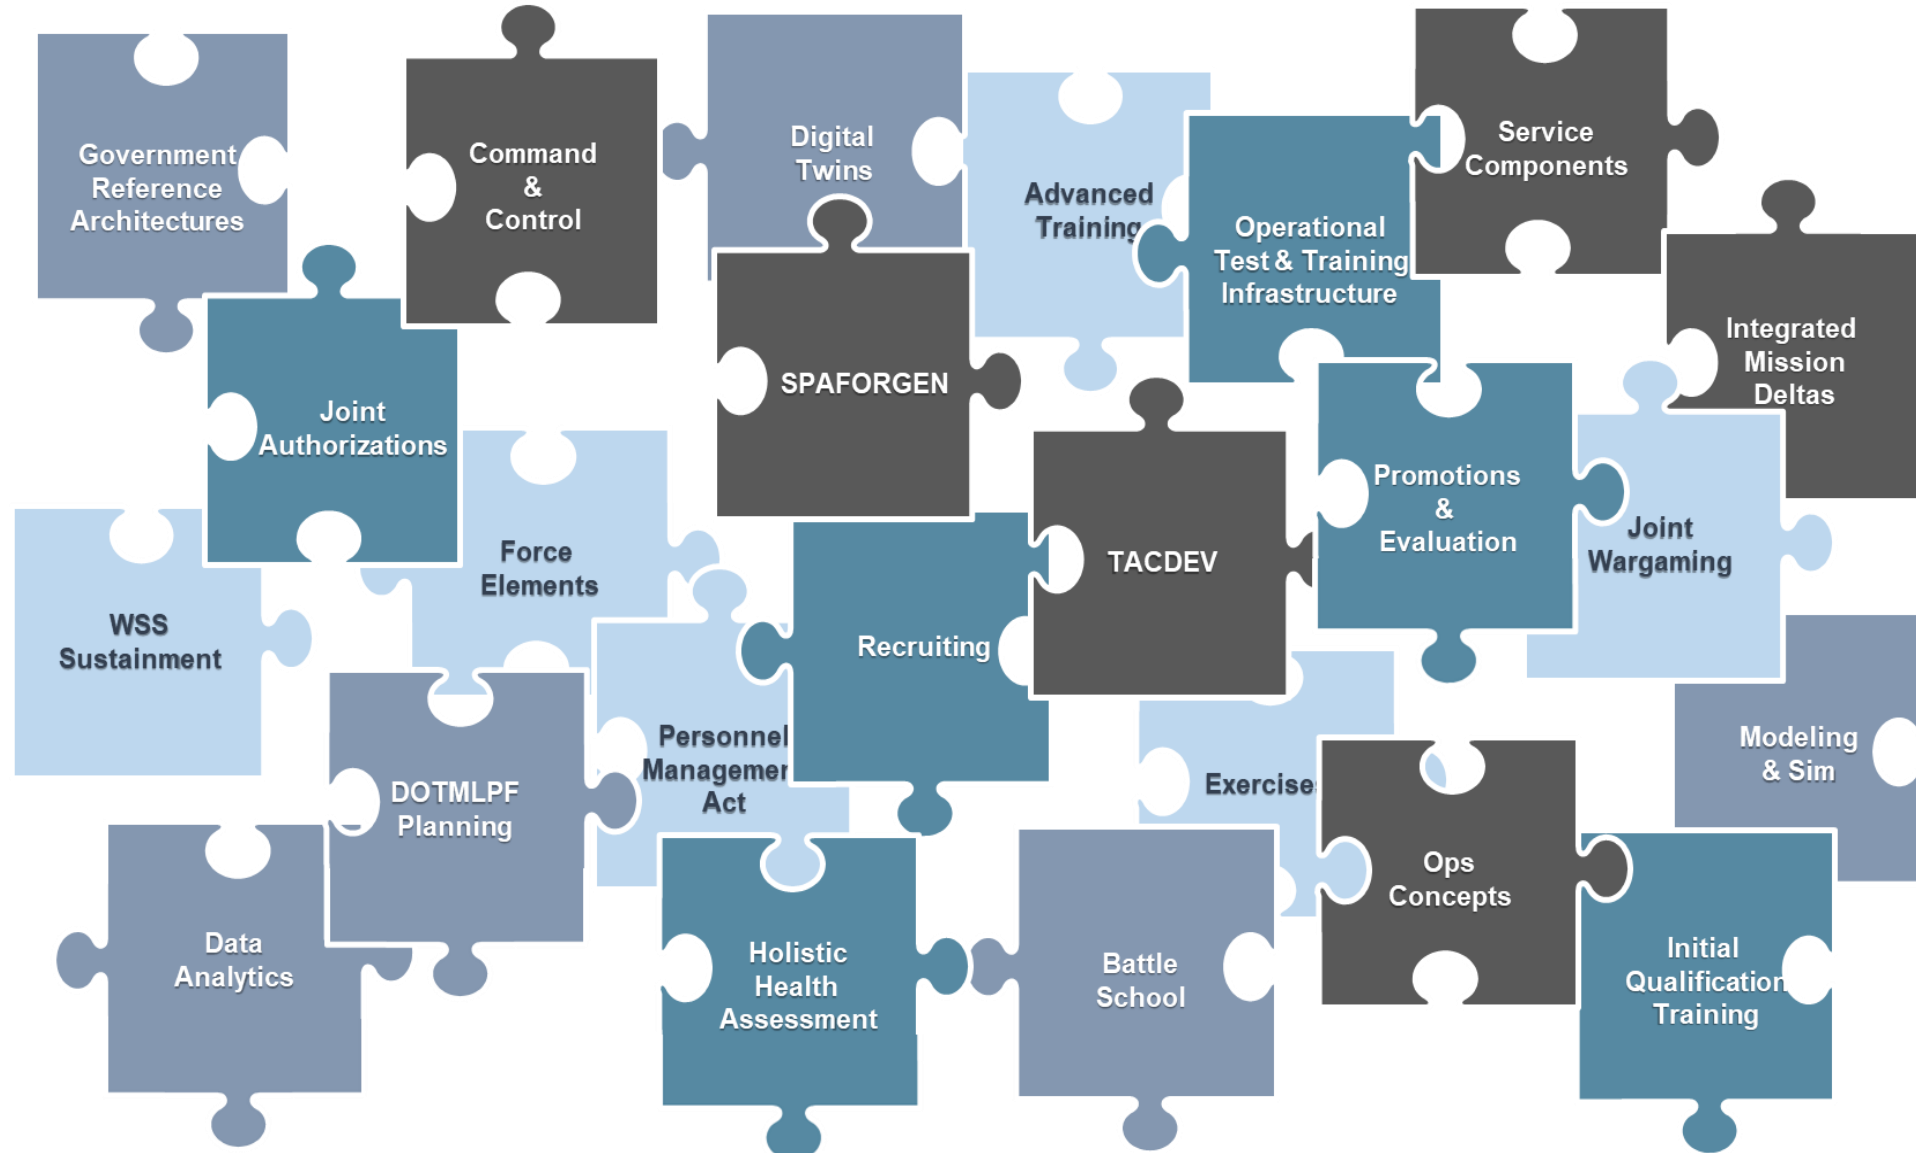 Government
Reference
Architectures
Command
&
Control
Digital
Twins
Advanced
Training
Operational
Test & Training
Infrastructure
Service
Components
Integrated
Mission
Deltas
Joint
Authorizations
SPAFORGEN
Force
Elements
TACDEV
Promotions
&
Evaluation
Joint
Wargaming
WSS
Sustainment
Recruiting
Personnel
Managemen
Act
DOTMLPF
Planning
Exercise
Modeling
& Sim
Data
Analytics
Holistic
Health
Assessment
Battle
School
Ops
Concepts
Initial
Qualification
Training